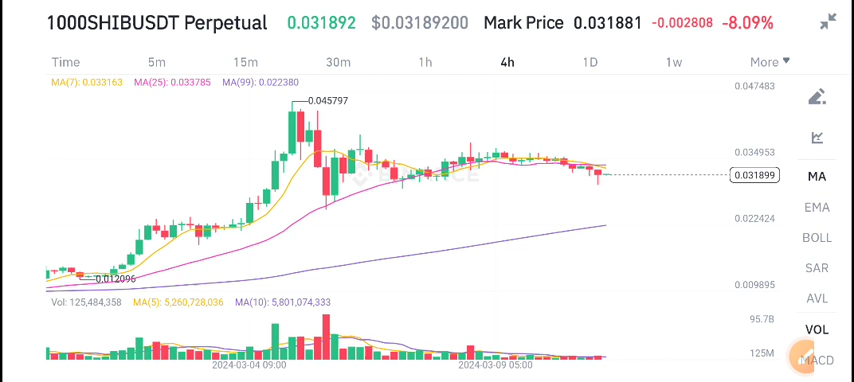 1000SHIBUSDT Perpetual 0.031892 $0.03189200 Mark Price 0.031881 -0.002808 -8.09%
Time 5m 15m 30m 1h 4h 1D 1w More
MA(7): 0.033163 MA(25): 0.033785 MA(99): 0.022380
0.047483
0.045797
0.034953
0.031899
0.022424
0.012096
0.009895
MA
EMA
BOLL
SAR
AVL
VOL
MACD
Vol: 125,484,358 MA(5): 5,260,728,036 MA(10): 5,801,074,333
95.7B
125M
2024-03-04 09:00 2024-03-09 05:00